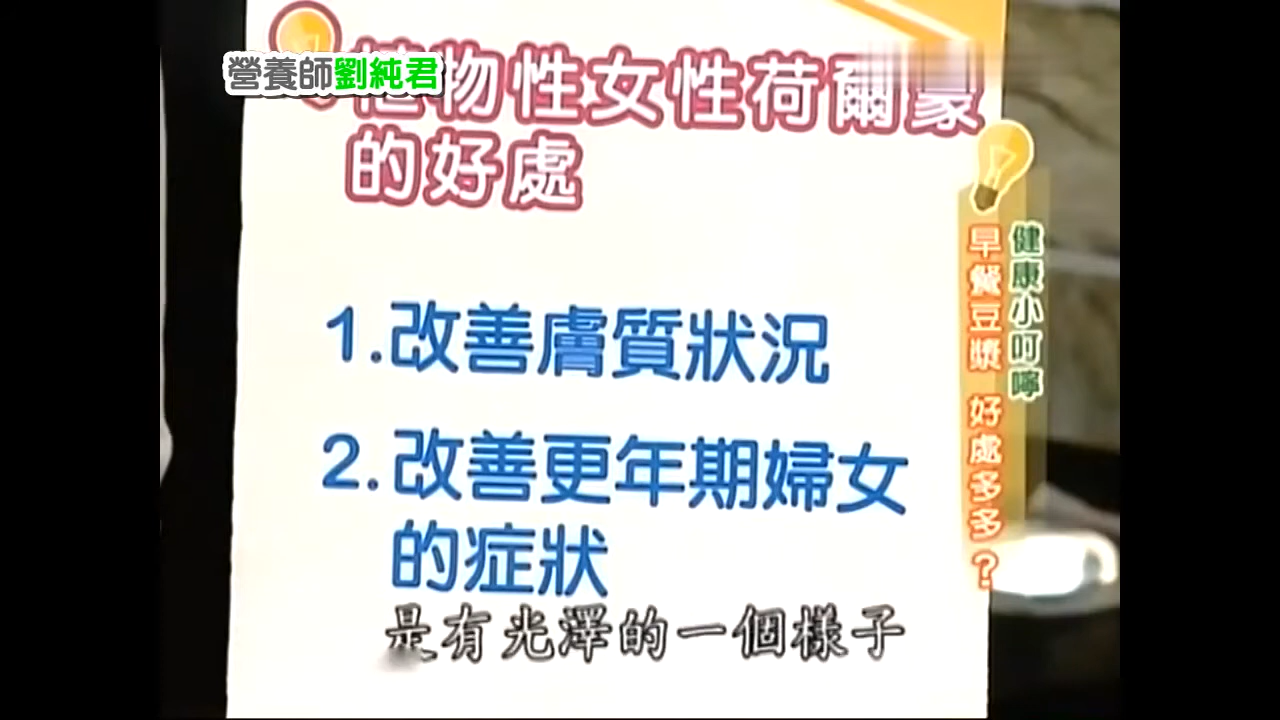 營養師劉純君
植物性女性荷爾蒙
的好處
1.改善膚質狀況
2.改善更年期婦女
的症狀
健康小叮嚀
早餐豆漿 好處多多?
是有光澤的一個樣子